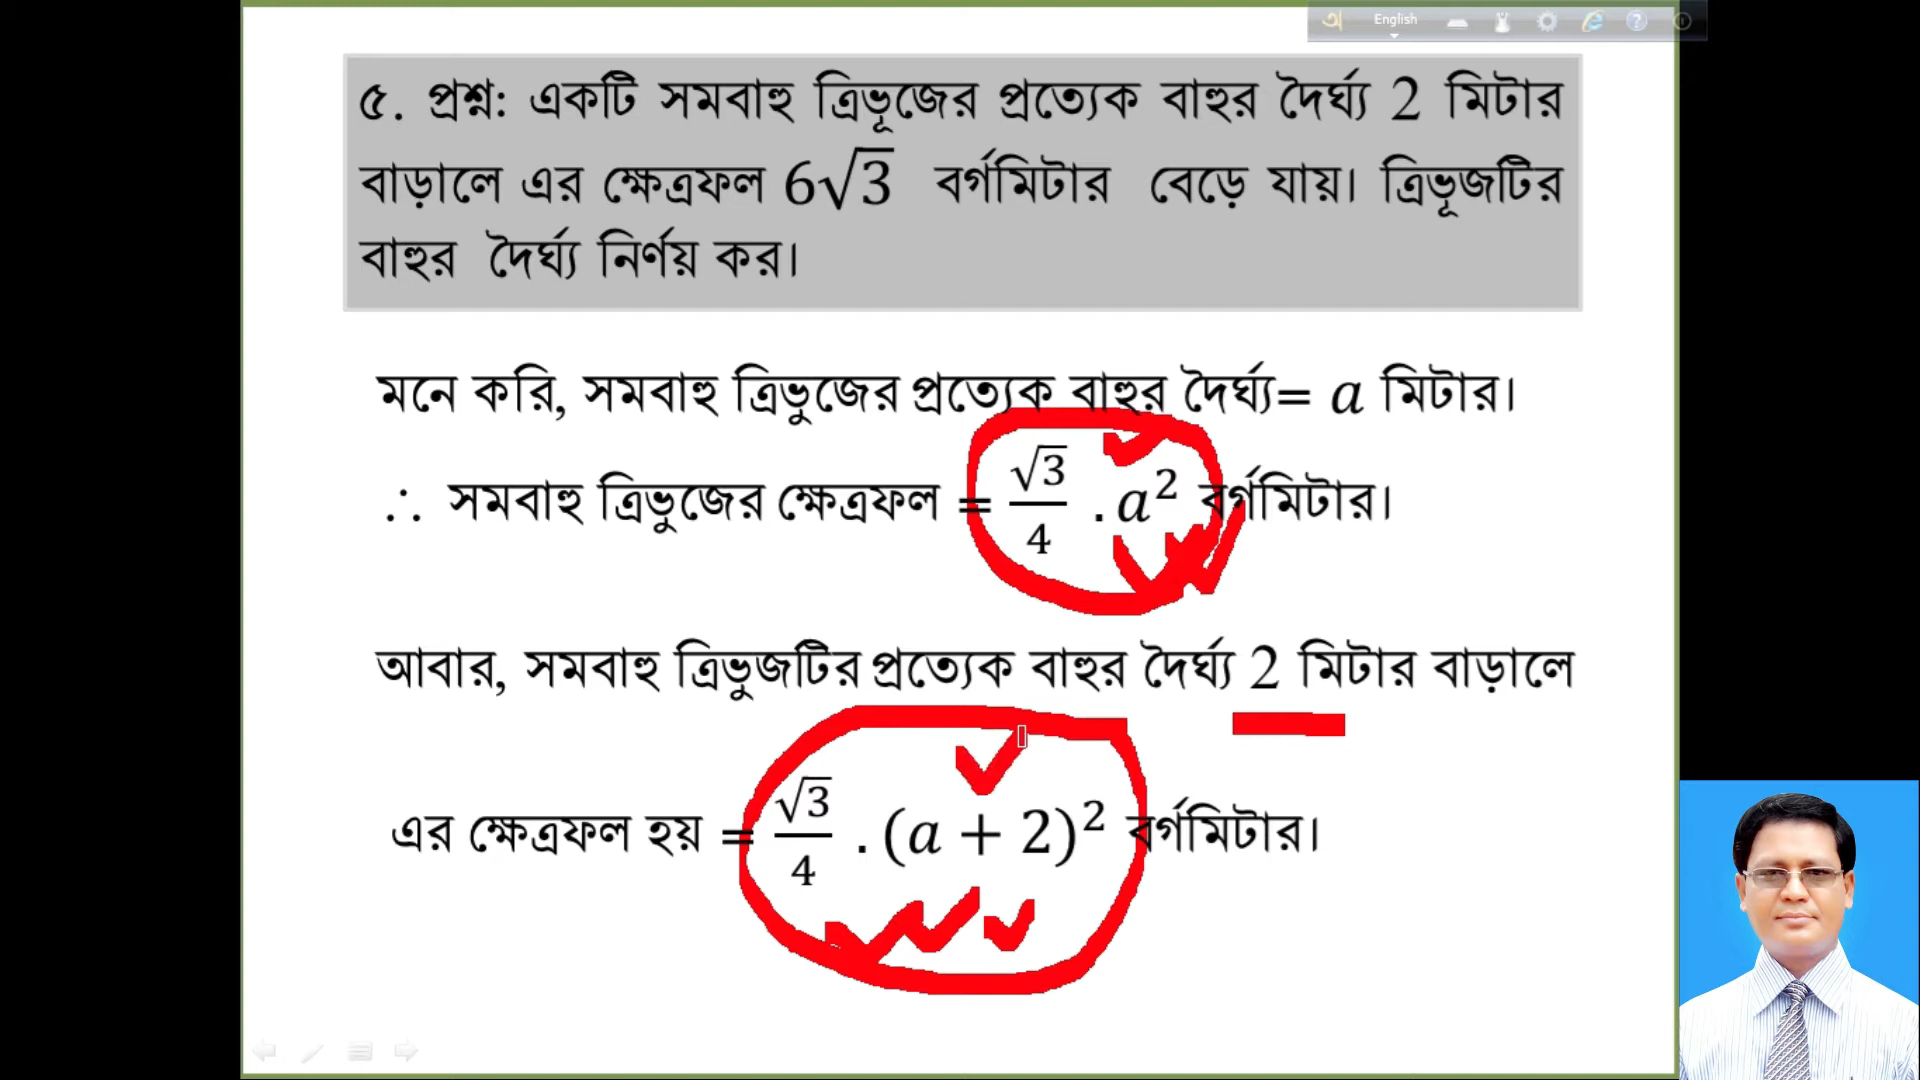 English
৫. প্রশ্ন: একটি সমবাহু ত্রিভূজের প্রত্যেক বাহুর দৈর্ঘ্য 2 মিটার
বাড়ালে এর ক্ষেত্রফল 6√3 বর্গমিটার বেড়ে যায়। ত্রিভূজটির
বাহুর দৈর্ঘ্য নির্ণয় কর।
মনে করি, সমবাহু ত্রিভুজের প্রত্যেক বাহুর দৈর্ঘ্য= a মিটার।
∴ সমবাহু ত্রিভুজের ক্ষেত্রফল = √3/4 . a² বর্গমিটার।
আবার, সমবাহু ত্রিভুজটির প্রত্যেক বাহুর দৈর্ঘ্য 2 মিটার বাড়ালে
এর ক্ষেত্রফল হয় = √3/4 . (a + 2)² বর্গমিটার।